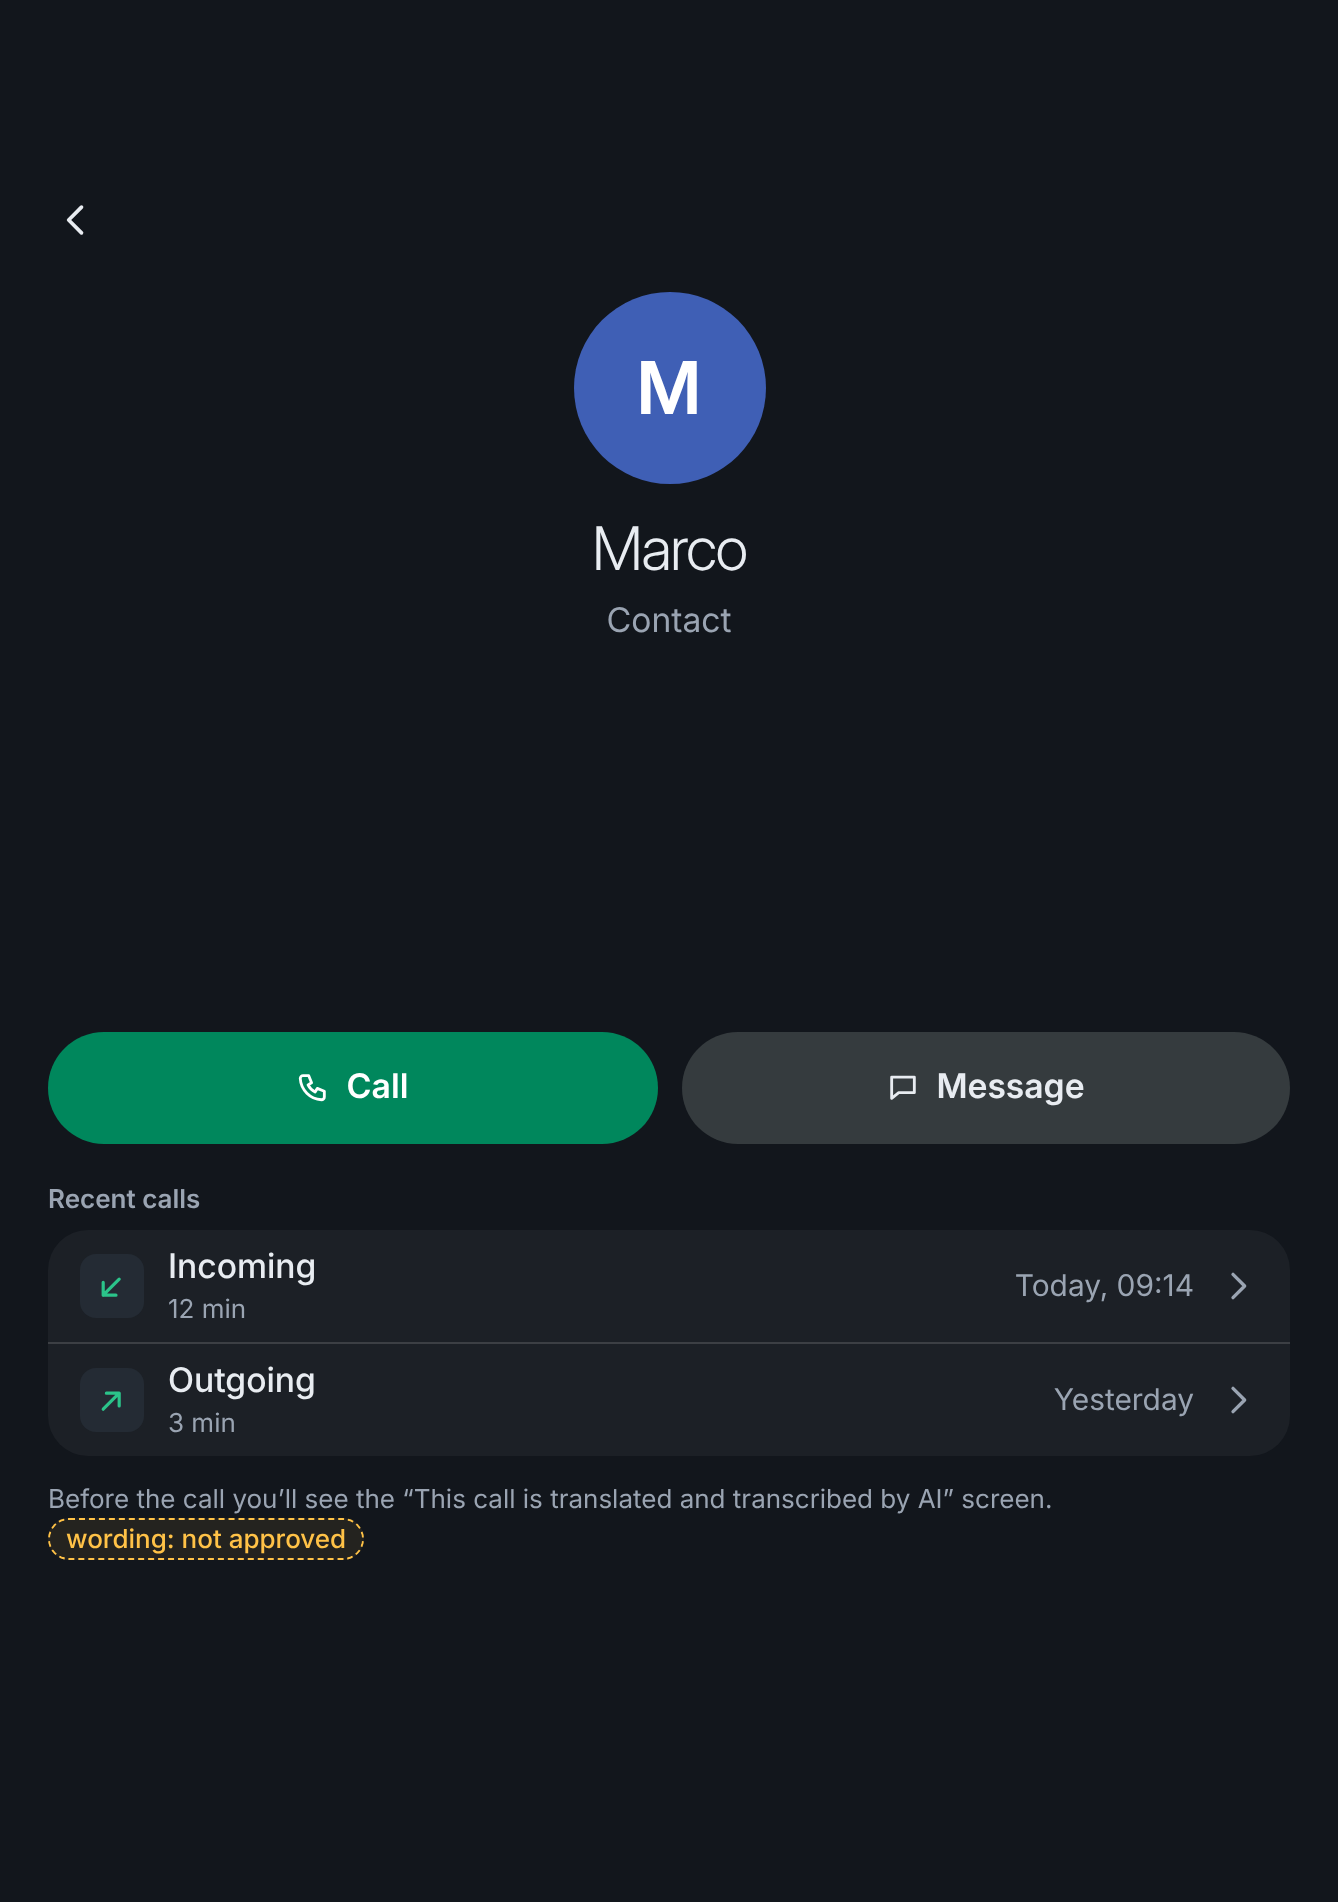 M
Marco
Contact
Call
Message
Recent calls
Incoming
12 min
Today, 09:14
Outgoing
3 min
Yesterday
Before the call you’ll see the “This call is translated and transcribed by AI” screen.
wording: not approved